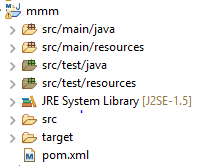 mmm
src/main/java
src/main/resources
src/test/java
src/test/resources
JRE System Library [J2SE-1.5]
src
target
pom.xml